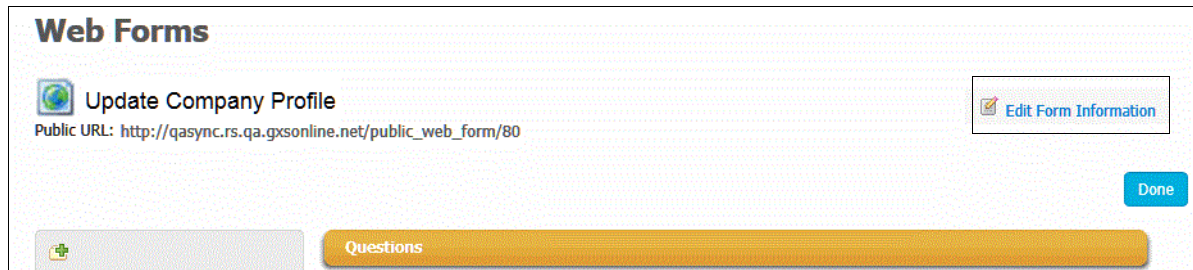 Web Forms
Update Company Profile
Edit Form Information
Public URL: http://qasync.rs.qa.gxsonline.net/public_web_form/80
Done
Questions